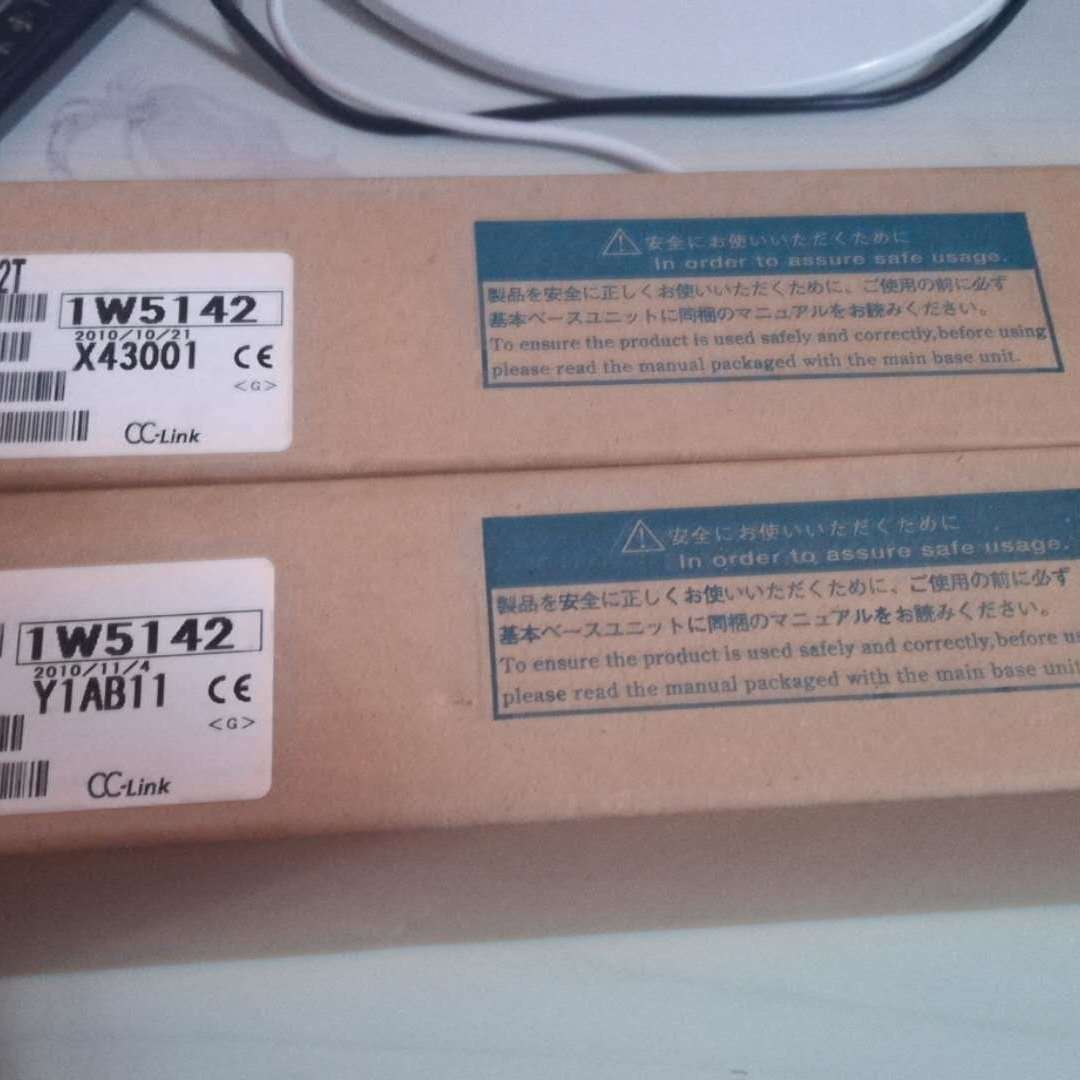 2T
1W5142
2010/10/21
X43001 CE
<G>
CC-Link
安全にお使いいただくために
In order to assure safe usage.
製品を安全に正しくお使いいただくために、ご使用の前に必ず
基本ベースユニットに同梱のマニュアルをお読みください。
To ensure the product is used safely and correctly,before using
please read the manual packaged with the main base unit.
1W5142
2010/11/4
Y1AB11 CE
<G>
CC-Link
安全にお使いいただくために
In order to assure safe usage.
製品を安全に正しくお使いいただくために、ご使用の前に必ず
基本ベースユニットに同梱のマニュアルをお読みください。
To ensure the product is used safely and correctly,before us
please read the manual packaged with the main base unit